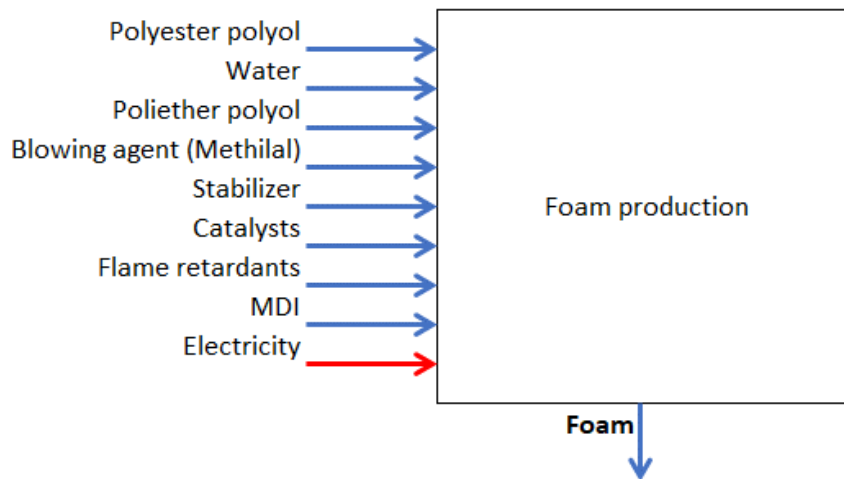 Polyester polyol
Water
Poliether polyol
Blowing agent (Methilal)
Stabilizer
Catalysts
Flame retardants
MDI
Electricity
Foam production
Foam